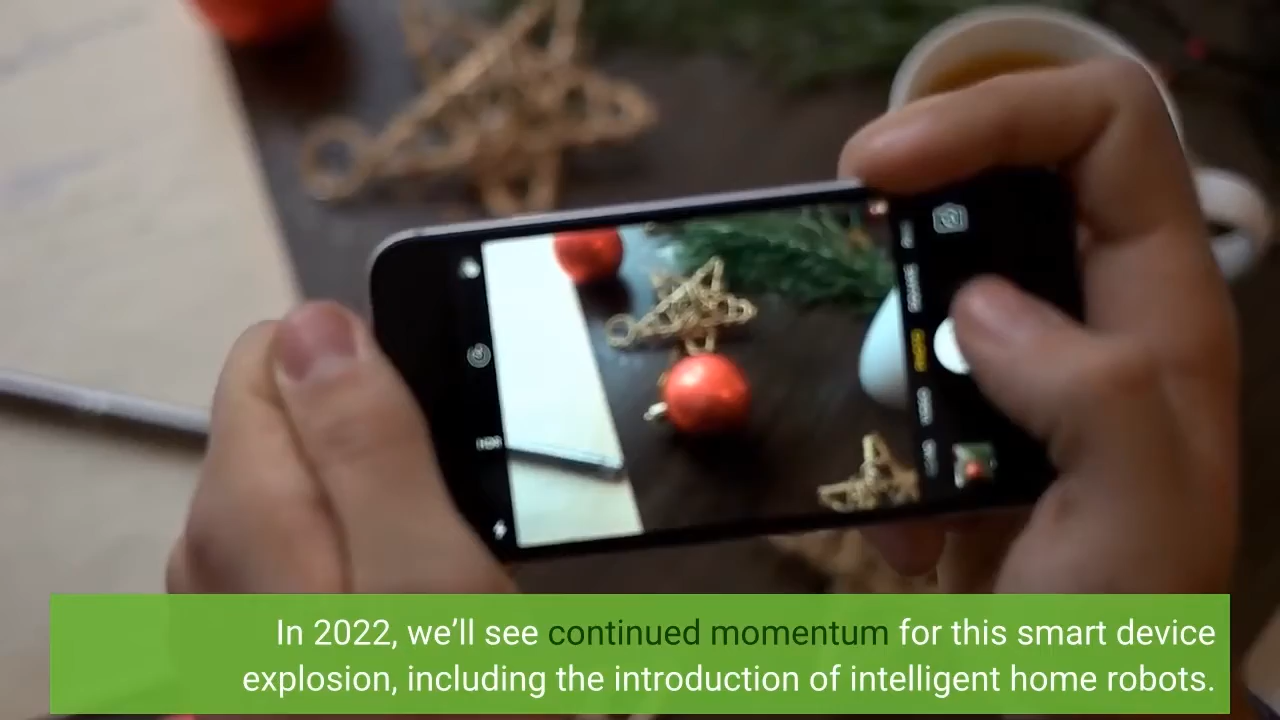 In 2022, we’ll see continued momentum for this smart device
explosion, including the introduction of intelligent home robots.